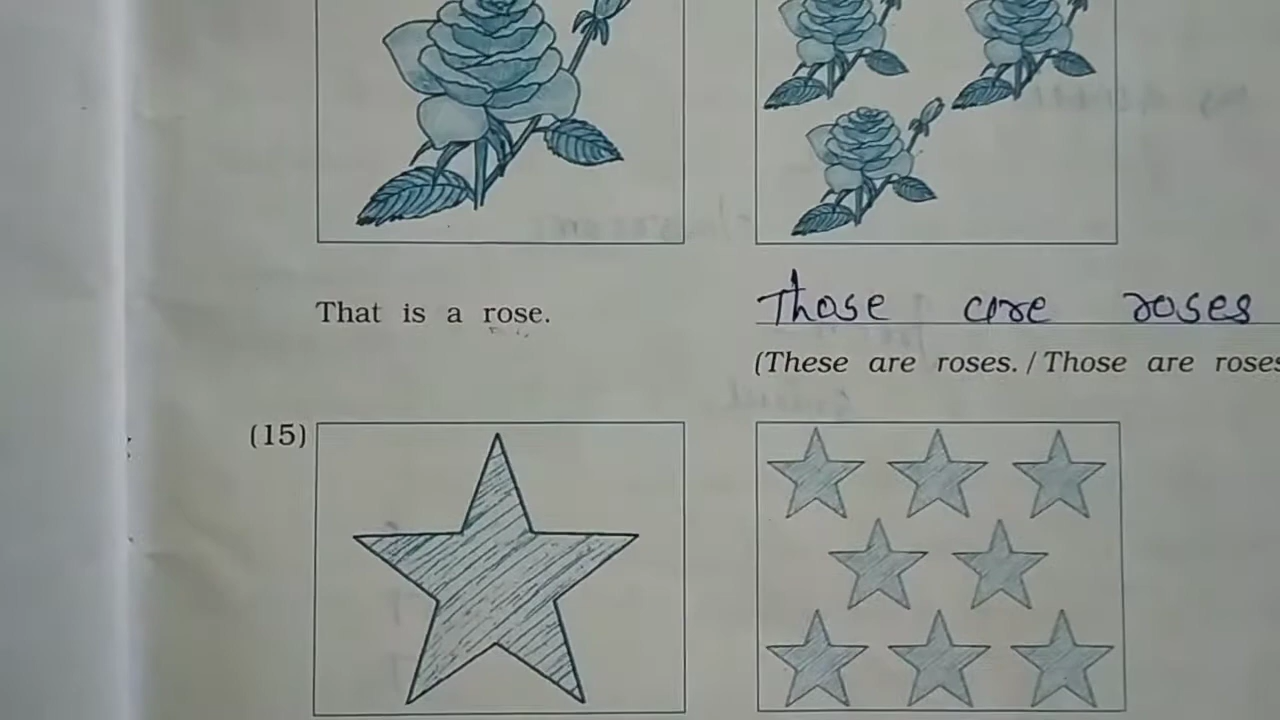 That is a rose.
Those are roses
(These are roses. / Those are roses
(15)